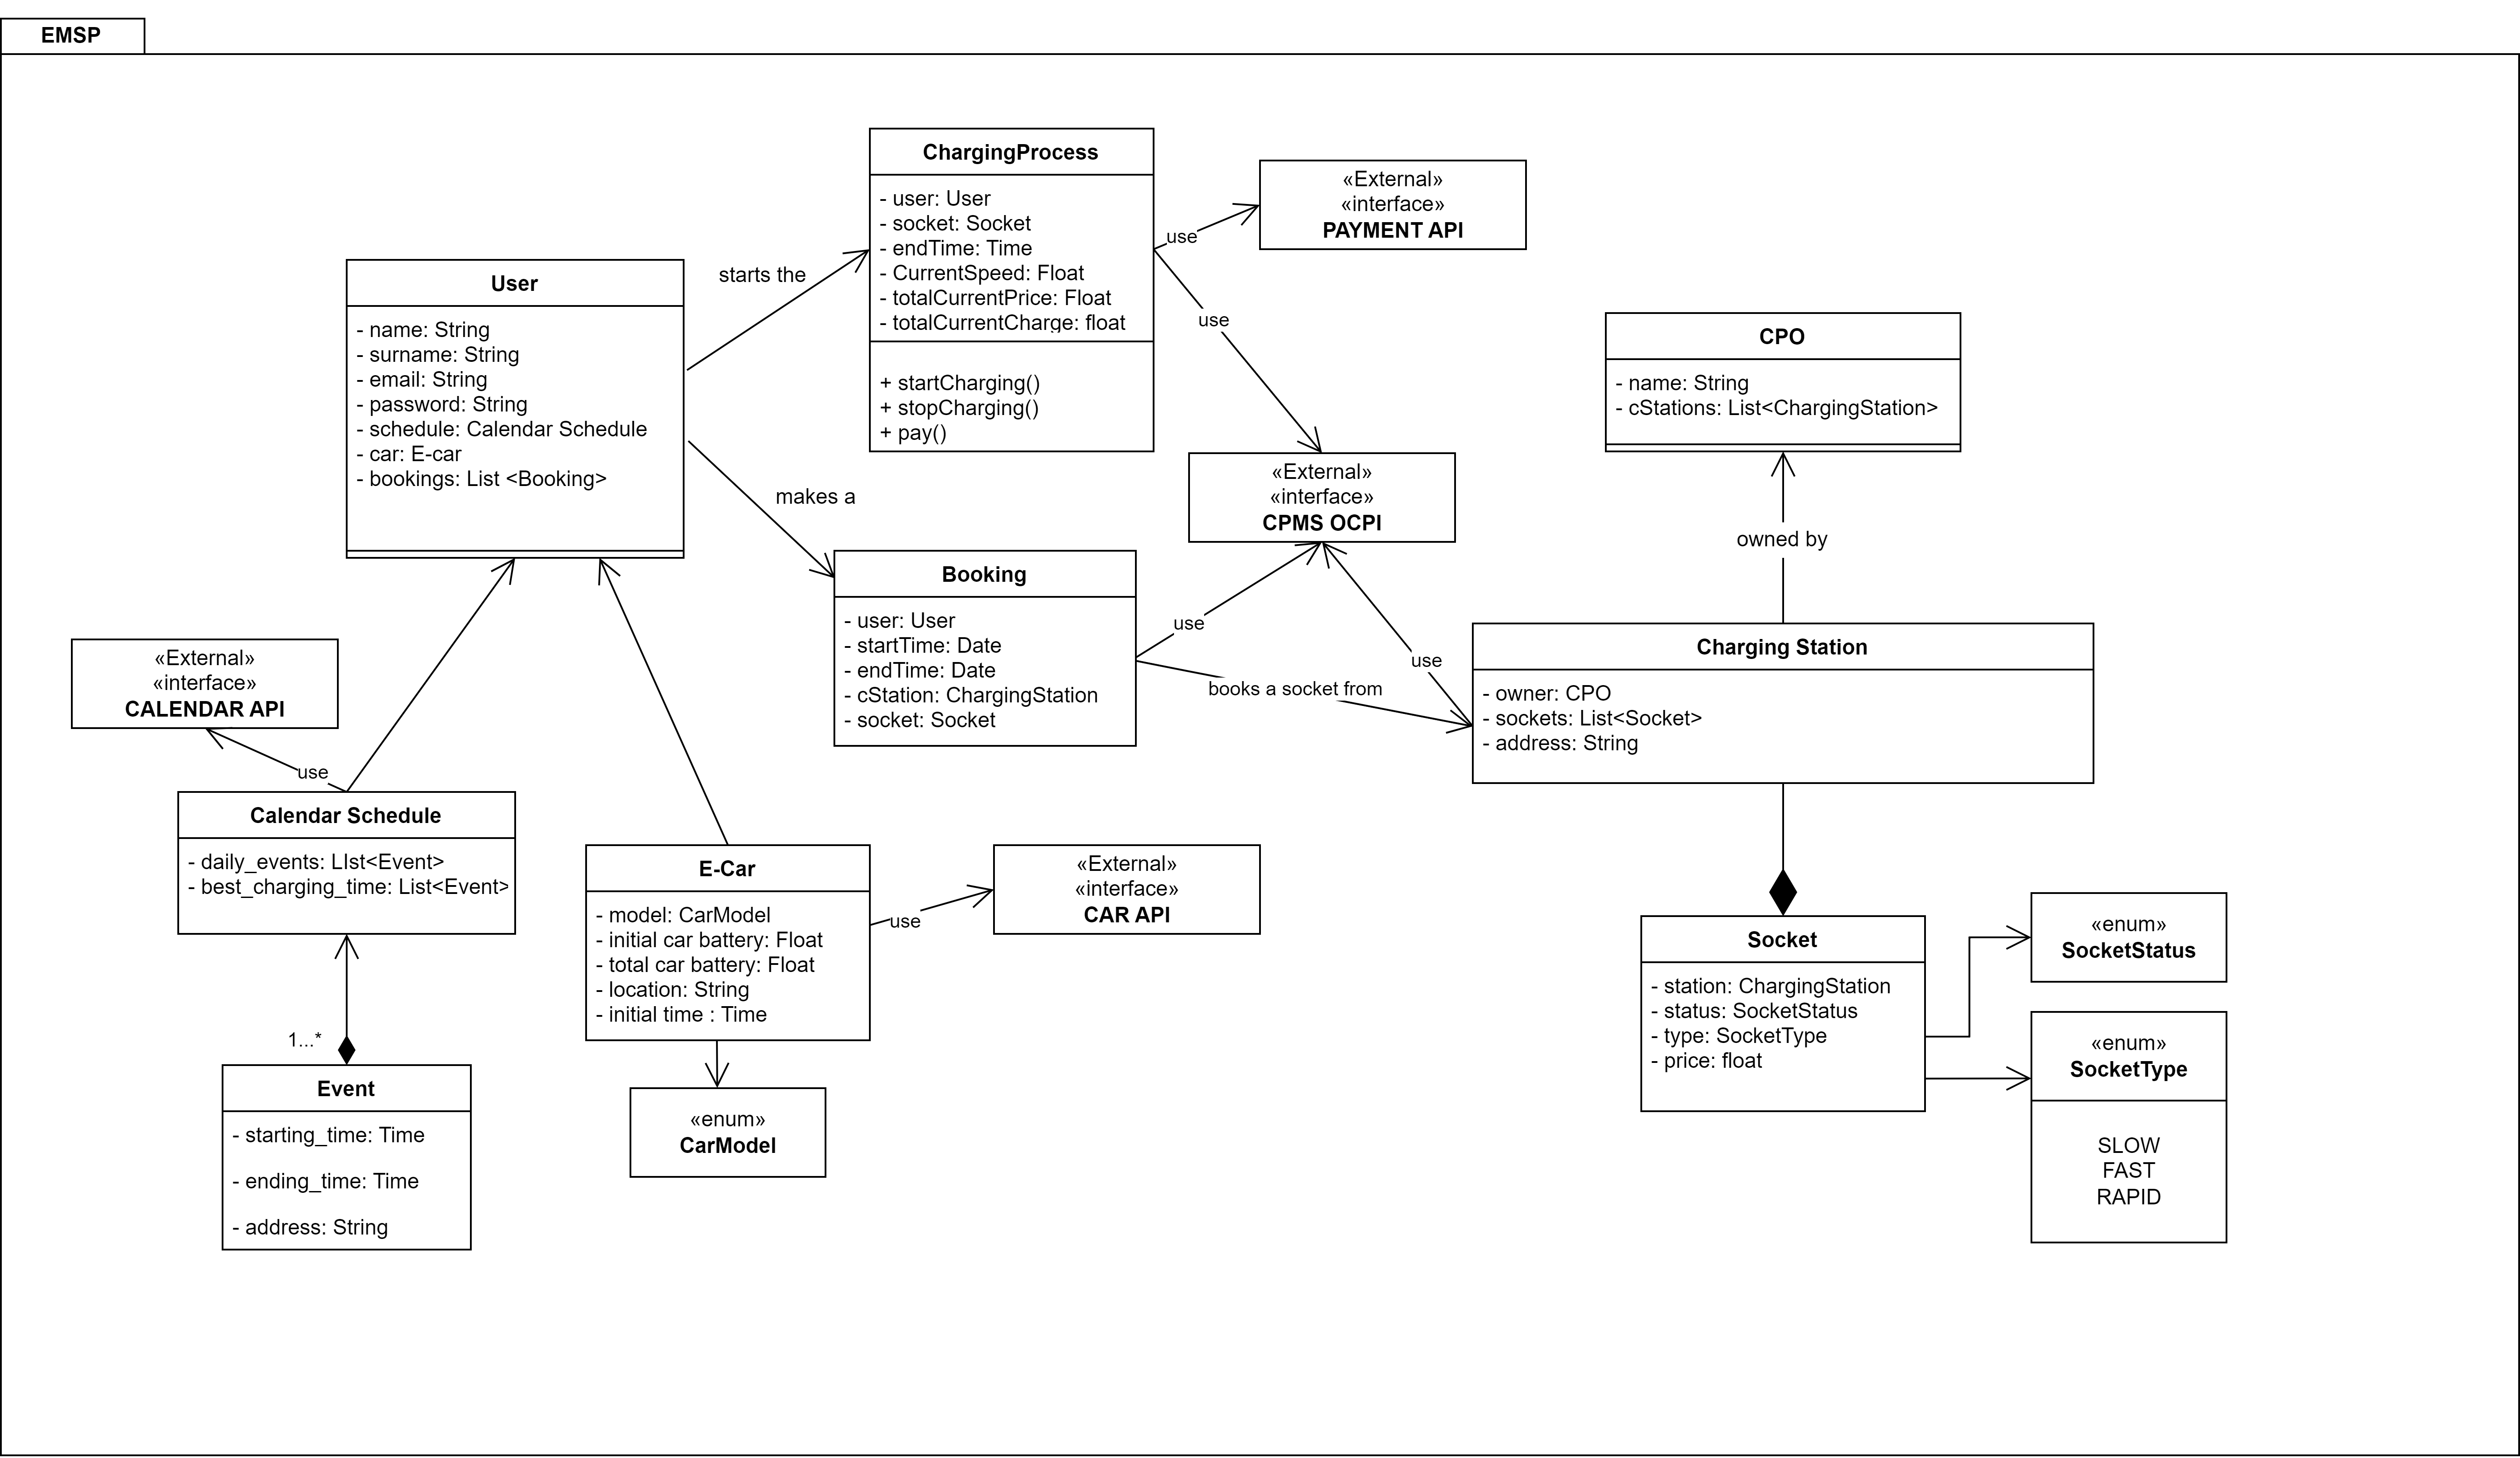 EMSP
ChargingProcess
- user: User
- socket: Socket
- endTime: Time
- CurrentSpeed: Float
- totalCurrentPrice: Float
- totalCurrentCharge: float
+ startCharging()
+ stopCharging()
+ pay()
«External»
«interface»
PAYMENT API
use
use
starts the
User
- name: String
- surname: String
- email: String
- password: String
- schedule: Calendar Schedule
- car: E-car
- bookings: List <Booking>
makes a
CPO
- name: String
- cStations: List<ChargingStation>
owned by
«External»
«interface»
CPMS OCPI
Booking
- user: User
- startTime: Date
- endTime: Date
- cStation: ChargingStation
- socket: Socket
use
use
books a socket from
Charging Station
- owner: CPO
- sockets: List<Socket>
- address: String
«External»
«interface»
CALENDAR API
use
Calendar Schedule
- daily_events: LIst<Event>
- best_charging_time: List<Event>
1...*
Event
- starting_time: Time
- ending_time: Time
- address: String
E-Car
- model: CarModel
- initial car battery: Float
- total car battery: Float
- location: String
- initial time : Time
use
«External»
«interface»
CAR API
«enum»
CarModel
Socket
- station: ChargingStation
- status: SocketStatus
- type: SocketType
- price: float
«enum»
SocketStatus
«enum»
SocketType
SLOW
FAST
RAPID